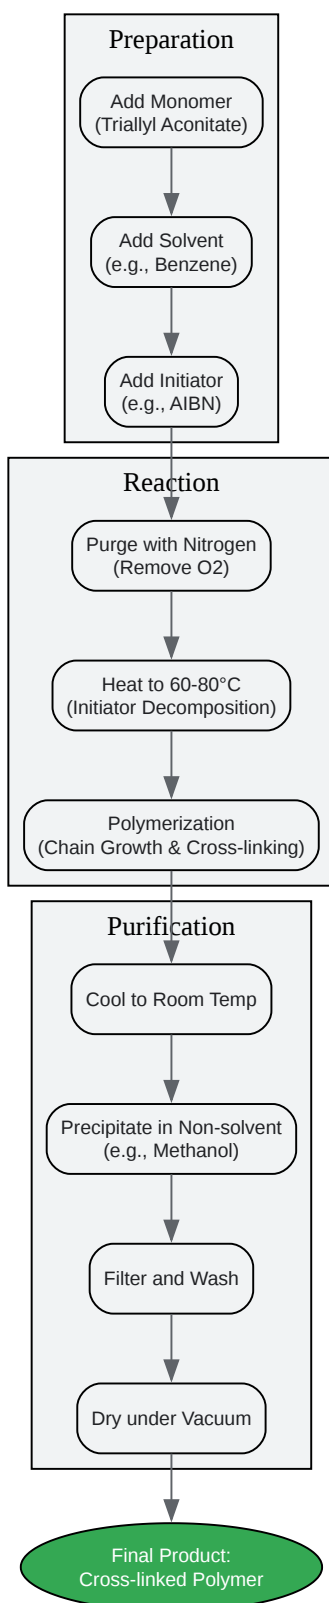 Preparation
Add Monomer
(Triallyl Aconitate)
Add Solvent
(e.g., Benzene)
Add Initiator
(e.g., AIBN)
Reaction
Purge with Nitrogen
(Remove O2)
Heat to 60-80°C
(Initiator Decomposition)
Polymerization
(Chain Growth & Cross-linking)
Purification
Cool to Room Temp
Precipitate in Non-solvent
(e.g., Methanol)
Filter and Wash
Dry under Vacuum
Final Product:
Cross-linked Polymer